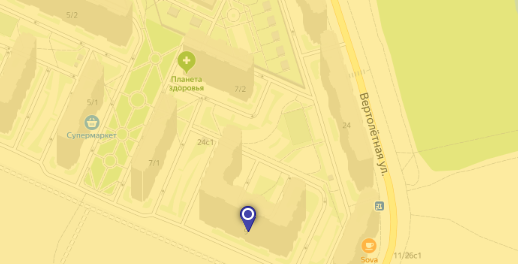 5/2
Планета
здоровья
7/2
5/1
Супермаркет
Вертолётная ул.
24
24с1
7/1
Sova
11/26с1